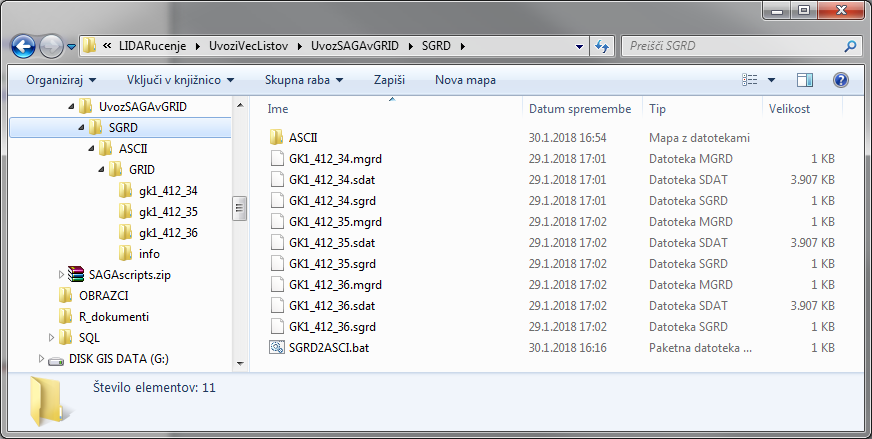 « LIDARucenje ▸ UvoziVecListov ▸ UvozSAGAvGRID ▸ SGRD ▸
Preišči SGRD
Organiziraj Vključi v knjižnico Skupna raba Zapiši Nova mapa
UvozSAGAvGRID
SGRD
ASCII
GRID
gk1_412_34
gk1_412_35
gk1_412_36
info
SAGAscripts.zip
OBRAZCI
R_dokumenti
SQL
DISK GIS DATA (G:)
Ime Datum spremembe Tip Velikost
ASCII 30.1.2018 16:54 Mapa z datotekami
GK1_412_34.mgrd 29.1.2018 17:01 Datoteka MGRD 1 KB
GK1_412_34.sdat 29.1.2018 17:01 Datoteka SDAT 3.907 KB
GK1_412_34.sgrd 29.1.2018 17:01 Datoteka SGRD 1 KB
GK1_412_35.mgrd 29.1.2018 17:02 Datoteka MGRD 1 KB
GK1_412_35.sdat 29.1.2018 17:02 Datoteka SDAT 3.907 KB
GK1_412_35.sgrd 29.1.2018 17:02 Datoteka SGRD 1 KB
GK1_412_36.mgrd 29.1.2018 17:02 Datoteka MGRD 1 KB
GK1_412_36.sdat 29.1.2018 17:02 Datoteka SDAT 3.907 KB
GK1_412_36.sgrd 29.1.2018 17:02 Datoteka SGRD 1 KB
SGRD2ASCI.bat 30.1.2018 16:16 Paketna datoteka ... 1 KB
Število elementov: 11